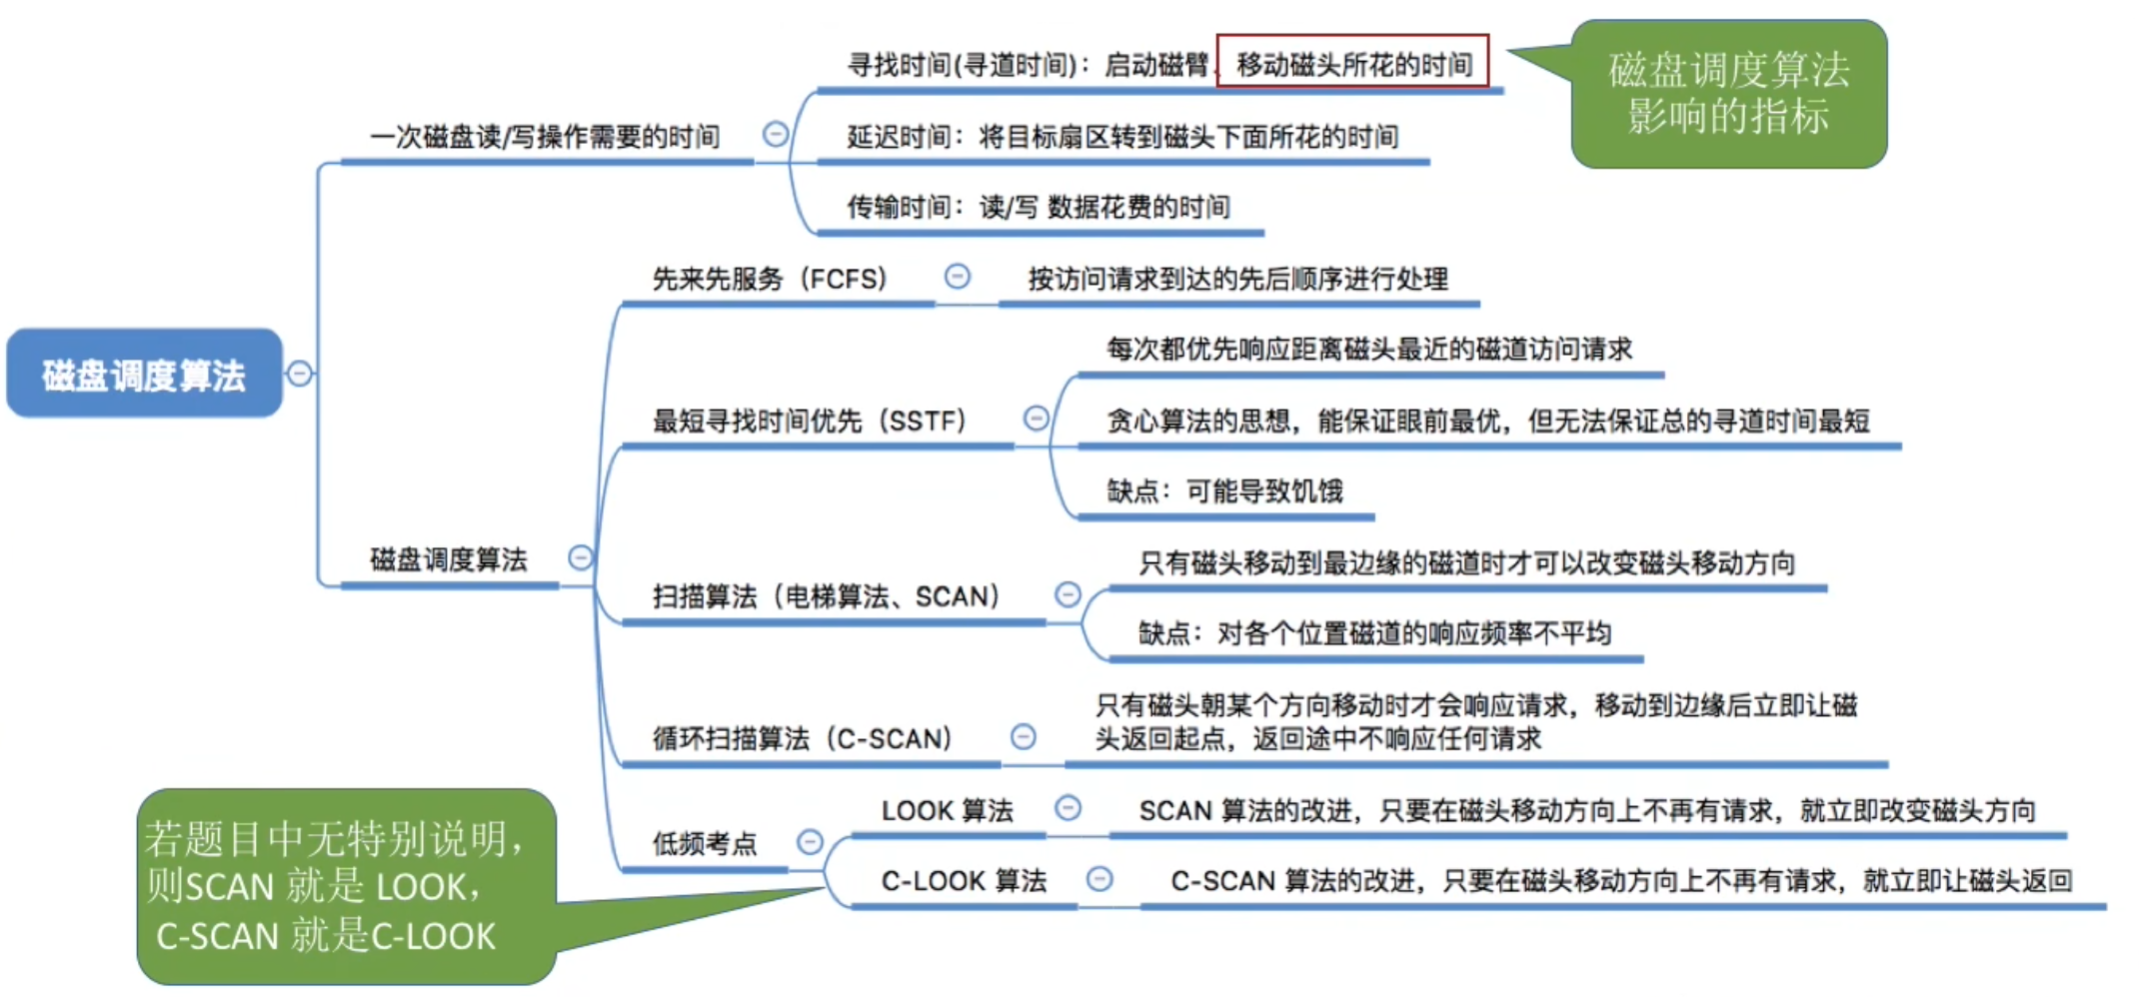 寻找时间(寻道时间)：启动磁臂、移动磁头所花的时间
磁盘调度算法
影响的指标
一次磁盘读/写操作需要的时间
延迟时间：将目标扇区转到磁头下面所花的时间
传输时间：读/写 数据花费的时间
先来先服务（FCFS）
按访问请求到达的先后顺序进行处理
每次都优先响应距离磁头最近的磁道访问请求
磁盘调度算法
最短寻找时间优先（SSTF）
贪心算法的思想，能保证眼前最优，但无法保证总的寻道时间最短
缺点：可能导致饥饿
磁盘调度算法
只有磁头移动到最边缘的磁道时才可以改变磁头移动方向
扫描算法（电梯算法、SCAN）
缺点：对各个位置磁道的响应频率不平均
循环扫描算法（C-SCAN）
只有磁头朝某个方向移动时才会响应请求，移动到边缘后立即让磁
头返回起点，返回途中不响应任何请求
低频考点
LOOK 算法
SCAN 算法的改进，只要在磁头移动方向上不再有请求，就立即改变磁头方向
C-LOOK 算法
C-SCAN 算法的改进，只要在磁头移动方向上不再有请求，就立即让磁头返回
若题目中无特别说明，
则SCAN 就是 LOOK，
C-SCAN 就是C-LOOK